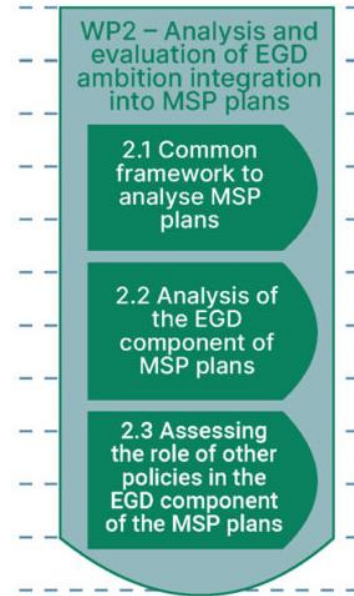 WP2 – Analysis and
evaluation of EGD
ambition integration
into MSP plans
2.1 Common
framework to
analyse MSP
plans
2.2 Analysis of
the EGD
component of
MSP plans
2.3 Assessing
the role of other
policies in the
EGD component
of the MSP plans